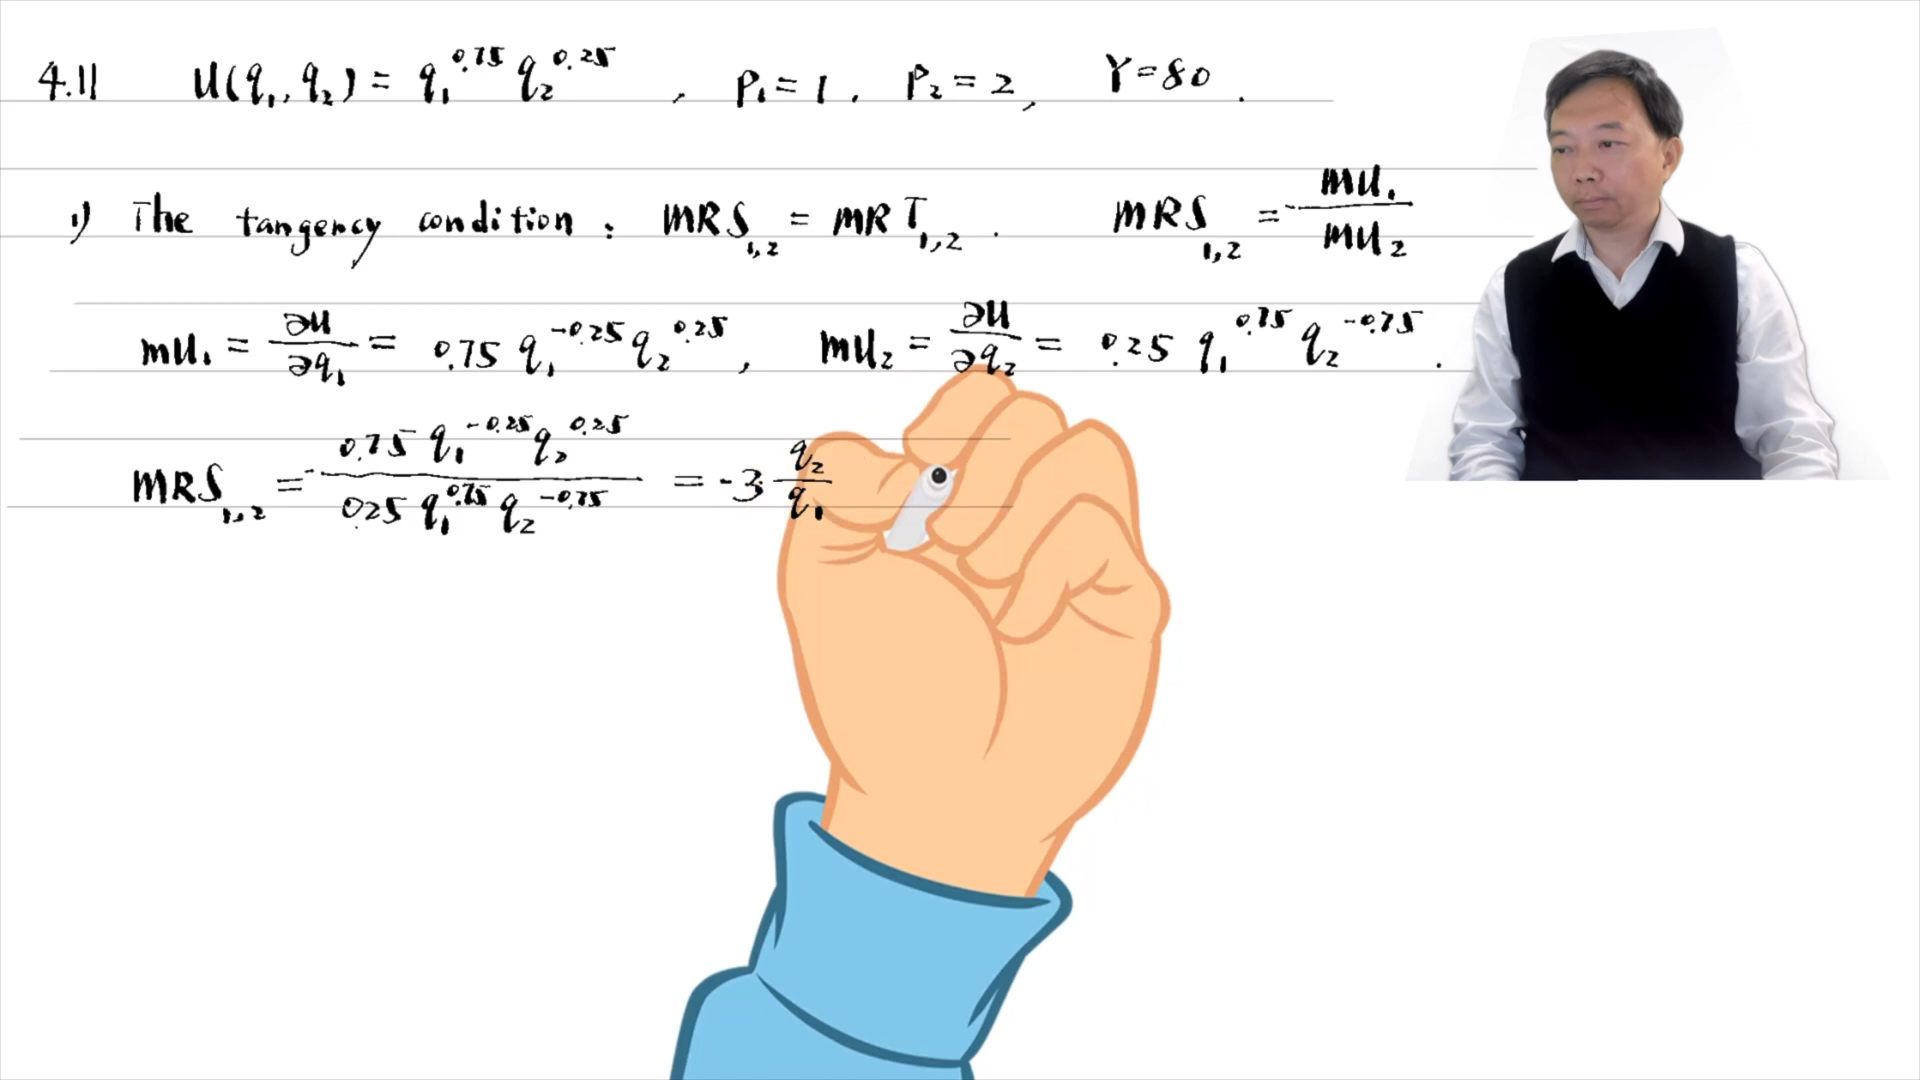 4.11 U(q₁, q₂) = q₁^0.75 q₂^0.25 , P₁ = 1 , P₂ = 2 , Y = 80 .
1) The tangency condition : MRS₁,₂ = MRT₁,₂ . MRS₁,₂ = - MU₁ / MU₂
MU₁ = ∂U / ∂q₁ = 0.75 q₁^-0.25 q₂^0.25 , MU₂ = ∂U / ∂q₂ = 0.25 q₁^0.75 q₂^-0.75 .
MRS₁,₂ = - 0.75 q₁^-0.25 q₂^0.25 / 0.25 q₁^0.75 q₂^-0.75 = -3 q₂ / q₁